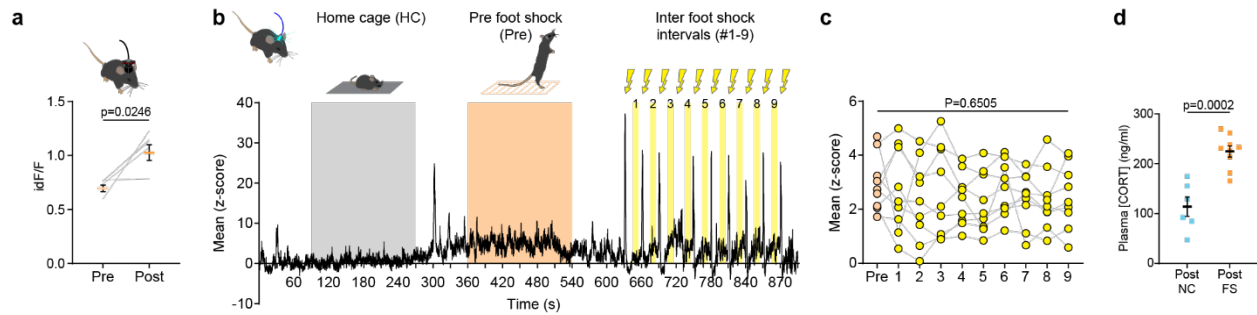 a
p=0.0246
idF/F
1.5
1.0
0.5
0.0
Pre Post
b
Home cage (HC)
Pre foot shock
(Pre)
Inter foot shock
intervals (#1-9)
1 2 3 4 5 6 7 8 9
Mean (z-score)
40
30
20
10
0
-10
60 120 180 240 300 360 420 480 540 600 660 720 750 840 870
Time (s)
c
P=0.6505
Mean (z-score)
6
4
2
0
Pre 1 2 3 4 5 6 7 8 9
d
p=0.0002
Plasma [CORT] (ng/ml)
300
200
100
0
Post Post
NC FS